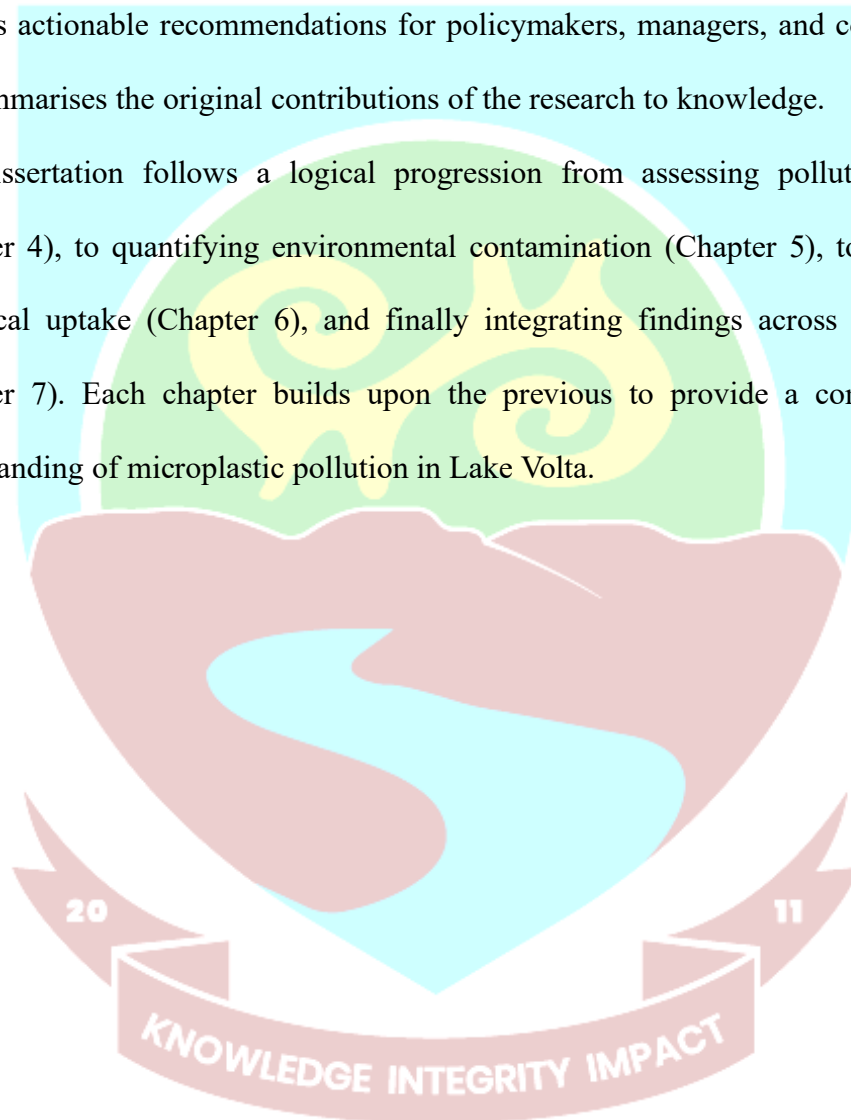 s actionable recommendations for policymakers, managers, and c
nmarises the original contributions of the research to knowledge.
issertation follows a logical progression from assessing pollut
er 4), to quantifying environmental contamination (Chapter 5), to
cal uptake (Chapter 6), and finally integrating findings across
er 7). Each chapter builds upon the previous to provide a con
anding of microplastic pollution in Lake Volta.
20 11
KNOWLEDGE INTEGRITY IMPACT